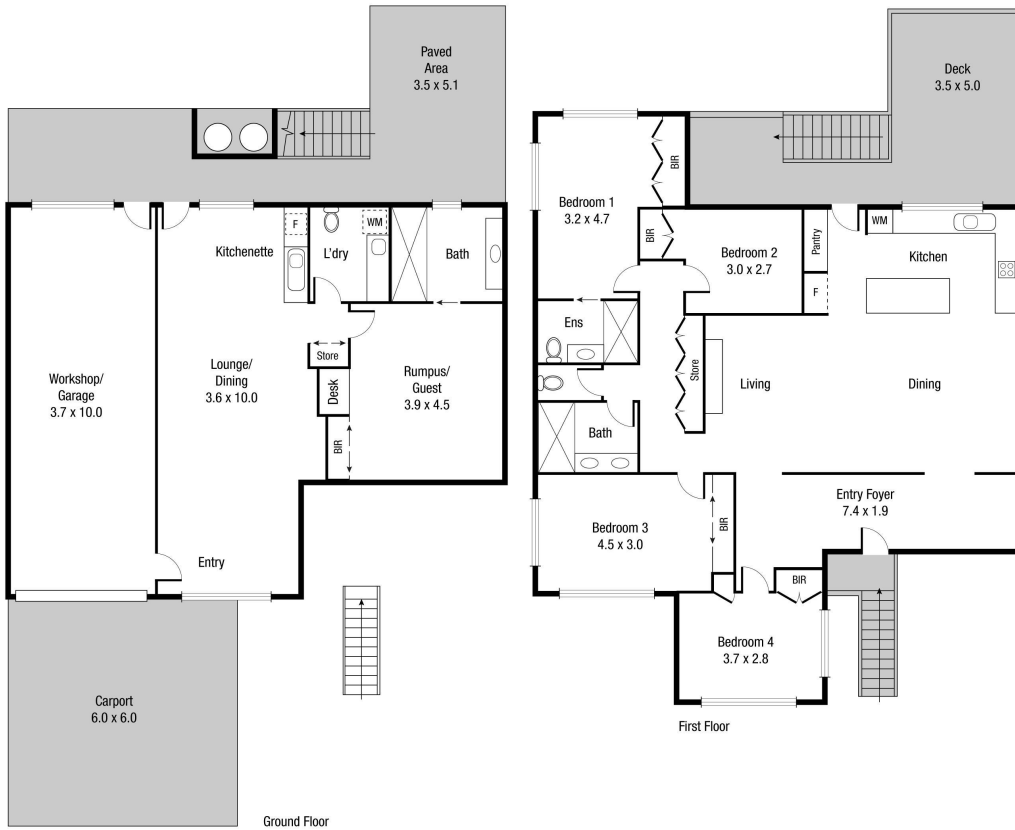 Paved
Area
3.5 x 5.1
F
WM
Kitchenette
L'dry
Bath
Store
Workshop/
Garage
3.7 x 10.0
Lounge/
Dining
3.6 x 10.0
Desk
Rumpus/
Guest
3.9 x 4.5
BIR
Entry
Carport
6.0 x 6.0
Ground Floor
Deck
3.5 x 5.0
Bedroom 1
3.2 x 4.7
BIR
BIR
Bedroom 2
3.0 x 2.7
Pantry
F
WM
Kitchen
Ens
Store
Living
Dining
Bath
Bedroom 3
4.5 x 3.0
BIR
Entry Foyer
7.4 x 1.9
BIR
Bedroom 4
3.7 x 2.8
First Floor